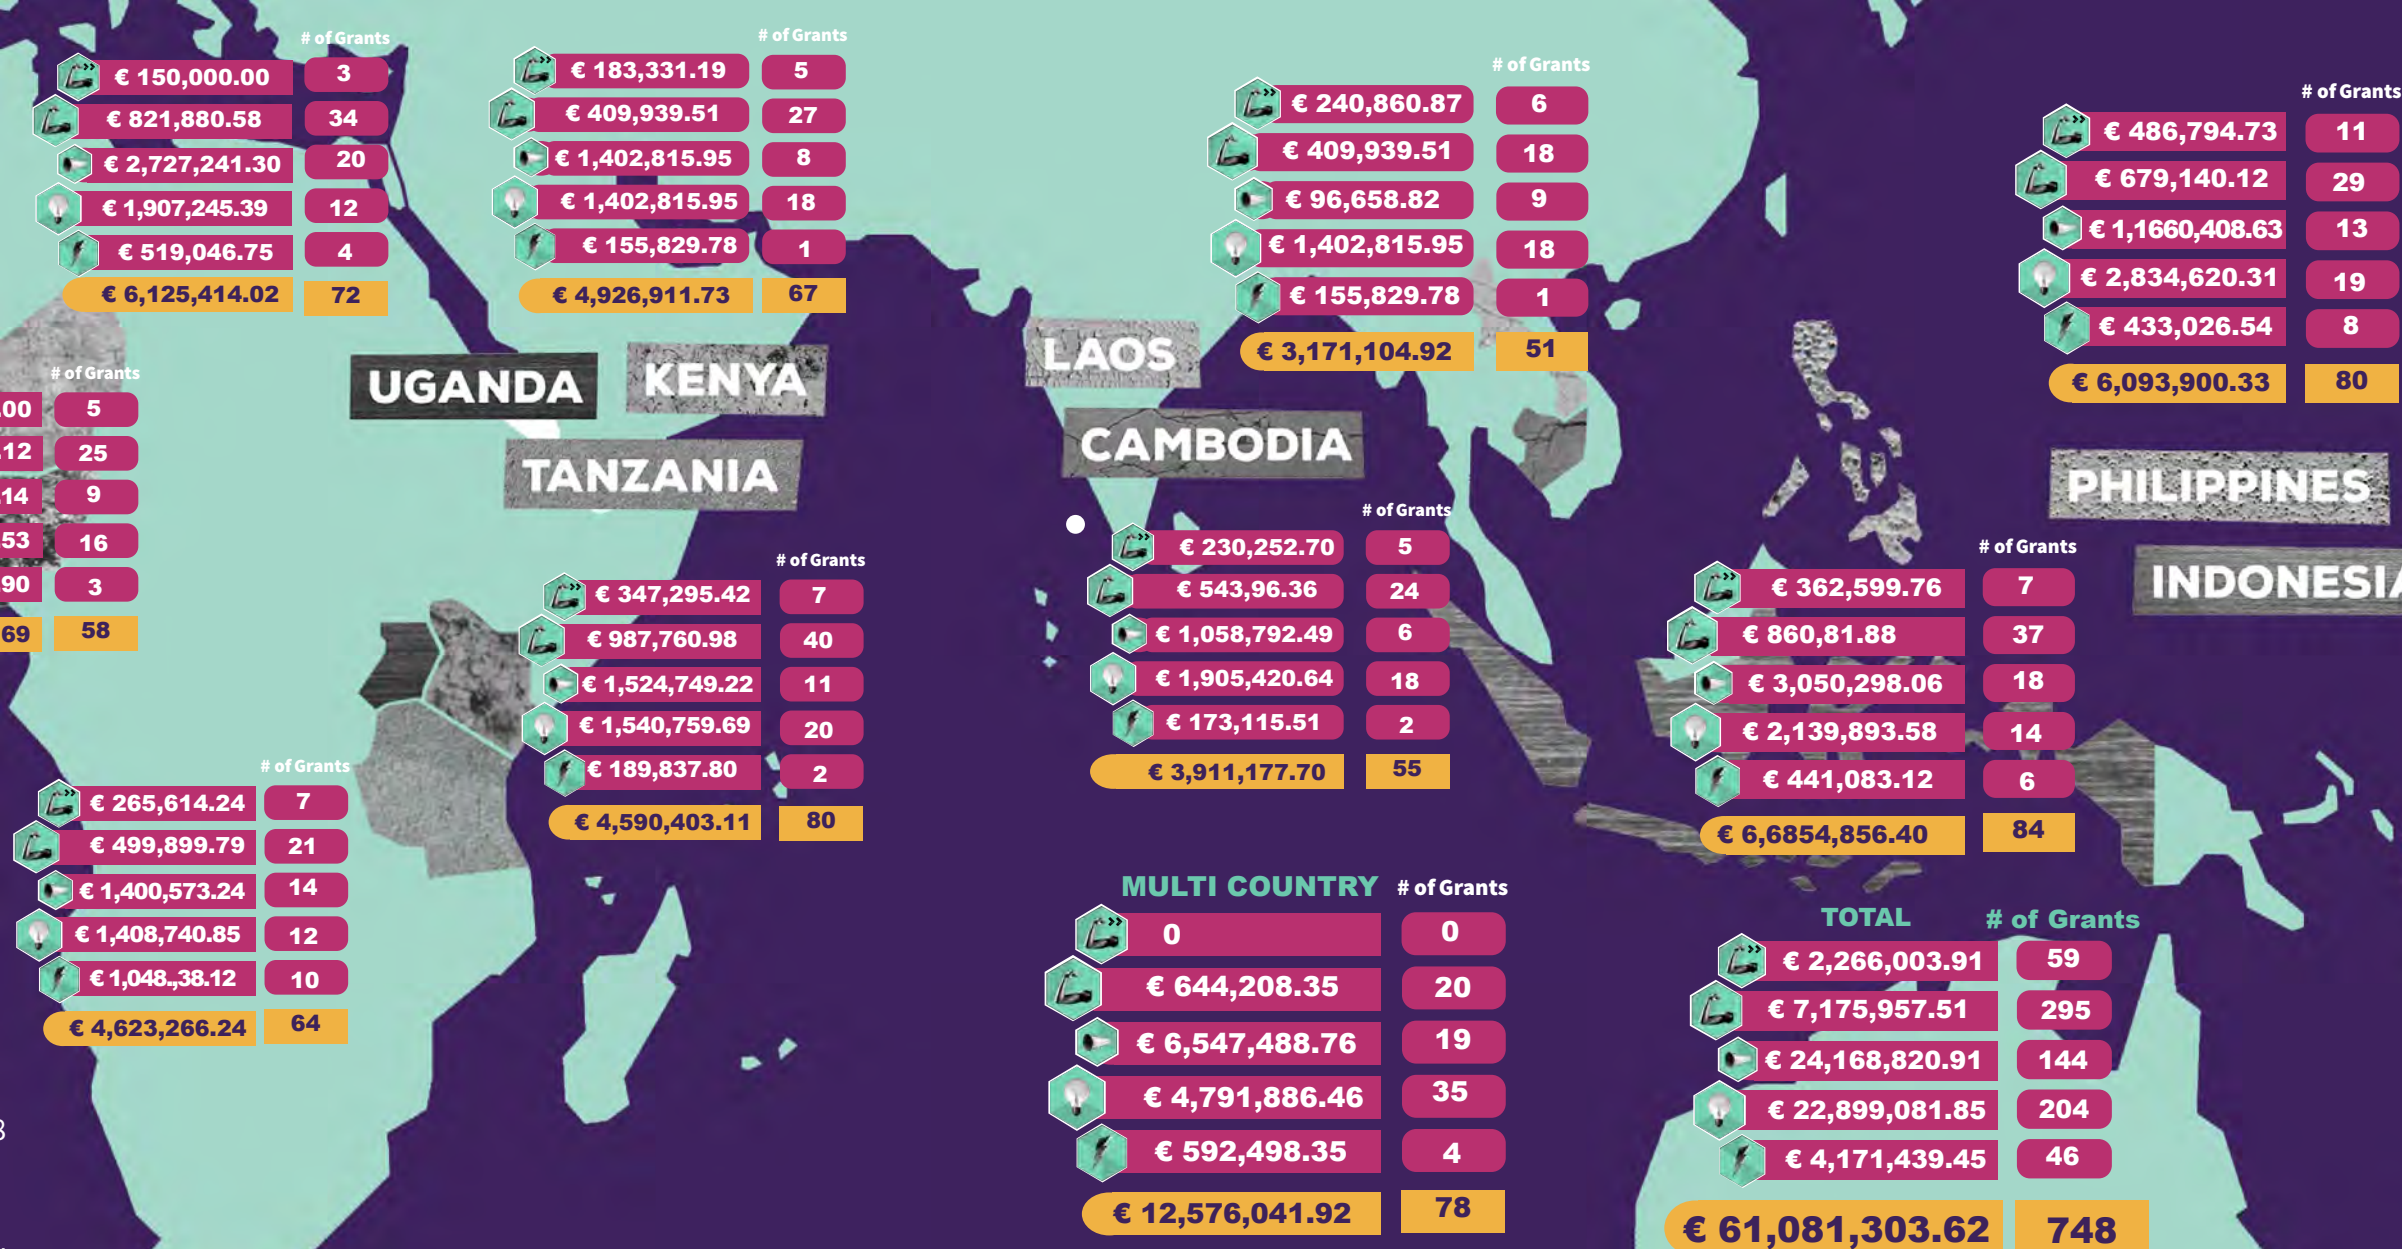 # of Grants
€ 150,000.00 3
€ 821,880.58 34
€ 2,727,241.30 20
€ 1,907,245.39 12
€ 519,046.75 4
€ 6,125,414.02 72
# of Grants
€ 183,331.19 5
€ 409,939.51 27
€ 1,402,815.95 8
€ 1,402,815.95 18
€ 155,829.78 1
€ 4,926,911.73 67
# of Grants
€ 240,860.87 6
€ 409,939.51 18
€ 96,658.82 9
€ 1,402,815.95 18
€ 155,829.78 1
€ 3,171,104.92 51
# of Grants
€ 486,794.73 11
€ 679,140.12 29
€ 1,1660,408.63 13
€ 2,834,620.31 19
€ 433,026.54 8
€ 6,093,900.33 80
UGANDA
KENYA
TANZANIA
LAOS
CAMBODIA
PHILIPPINES
INDONESIA
# of Grants
.00 5
.12 25
14 9
53 16
90 3
69 58
# of Grants
€ 347,295.42 7
€ 987,760.98 40
€ 1,524,749.22 11
€ 1,540,759.69 20
€ 189,837.80 2
€ 4,590,403.11 80
# of Grants
€ 230,252.70 5
€ 543,96.36 24
€ 1,058,792.49 6
€ 1,905,420.64 18
€ 173,115.51 2
€ 3,911,177.70 55
# of Grants
€ 362,599.76 7
€ 860,81.88 37
€ 3,050,298.06 18
€ 2,139,893.58 14
€ 441,083.12 6
€ 6,6854,856.40 84
# of Grants
€ 265,614.24 7
€ 499,899.79 21
€ 1,400,573.24 14
€ 1,408,740.85 12
€ 1,048.,38.12 10
€ 4,623,266.24 64
MULTI COUNTRY # of Grants
0 0
€ 644,208.35 20
€ 6,547,488.76 19
€ 4,791,886.46 35
€ 592,498.35 4
€ 12,576,041.92 78
TOTAL # of Grants
€ 2,266,003.91 59
€ 7,175,957.51 295
€ 24,168,820.91 144
€ 22,899,081.85 204
€ 4,171,439.45 46
€ 61,081,303.62 748